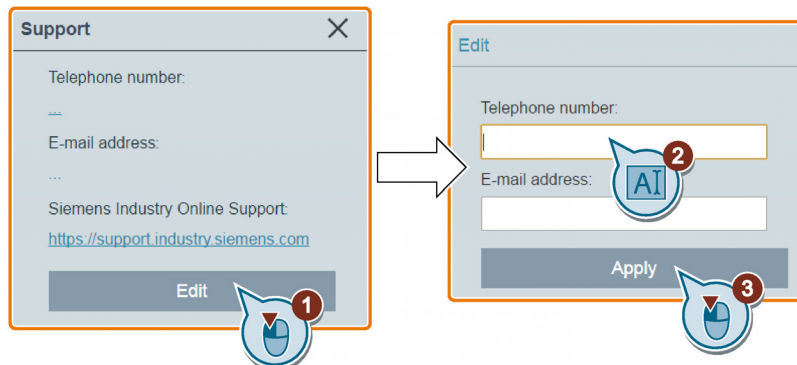 Support
Telephone number:
...
E-mail address:
...
Siemens Industry Online Support:
https://support.industry.siemens.com
Edit
1
Edit
Telephone number:
2
AI
E-mail address:
Apply
3